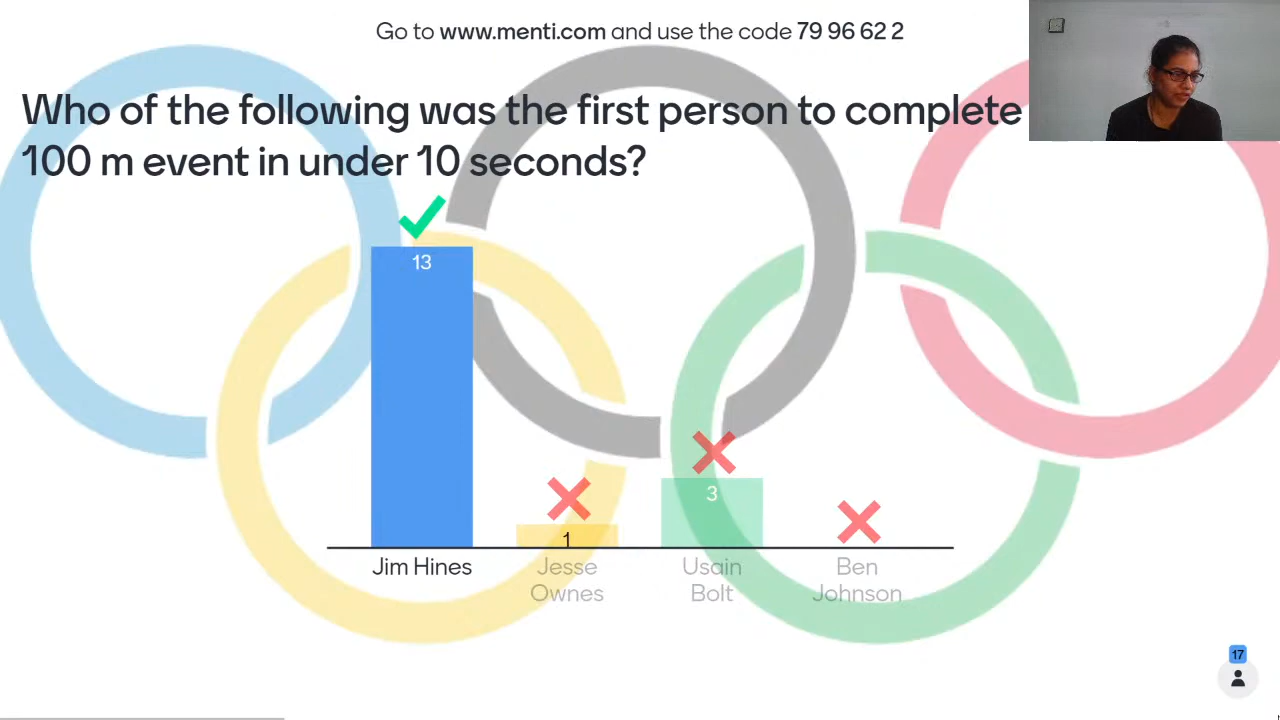 Go to www.menti.com and use the code 79 96 62 2
Who of the following was the first person to complete
100 m event in under 10 seconds?
13
1
3
Jim Hines
Jesse
Ownes
Usain
Bolt
Ben
Johnson
17